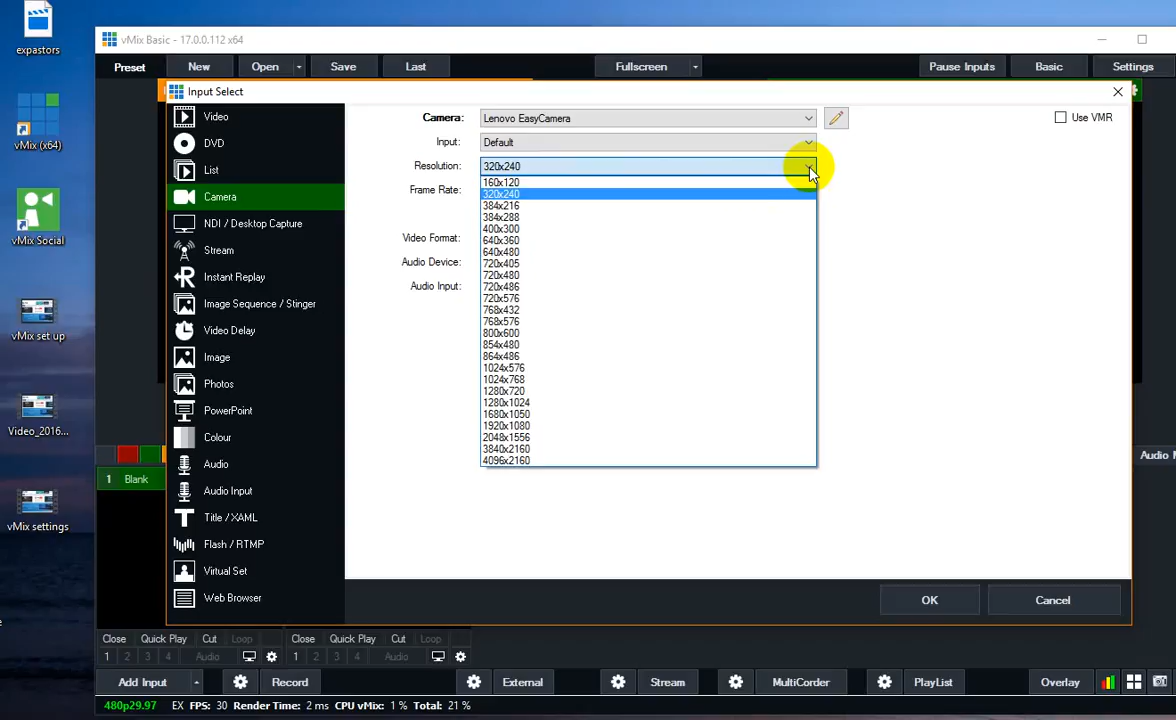 expastors
vMix (x64)
vMix Social
vMix set up
Video_2016...
vMix settings
vMix Basic - 17.0.0.112 x64
Preset New Open Save Last Fullscreen Pause Inputs Basic Settings
Input Select
Video
DVD
List
Camera
NDI / Desktop Capture
Stream
Instant Replay
Image Sequence / Stinger
Video Delay
Image
Photos
PowerPoint
Colour
Audio
Audio Input
Title / XAML
Flash / RTMP
Virtual Set
Web Browser
Camera: Lenovo EasyCamera Use VMR
Input: Default
Resolution: 320x240
Frame Rate:
Video Format:
Audio Device:
Audio Input:
160x120
320x240
384x216
384x288
400x300
640x360
640x480
720x405
720x480
720x486
720x576
768x432
768x576
800x600
854x480
864x486
1024x576
1024x768
1280x720
1280x1024
1680x1050
1920x1080
2048x1556
3840x2160
4096x2160
OK Cancel
Audio M
1 Blank
Close Quick Play Cut Loop Close Quick Play Cut Loop
1 2 3 4 Audio 1 2 3 4 Audio
Add Input Record External Stream MultiCorder PlayList Overlay
480p29.97 EX FPS: 30 Render Time: 2 ms CPU vMix: 1 % Total: 21 %